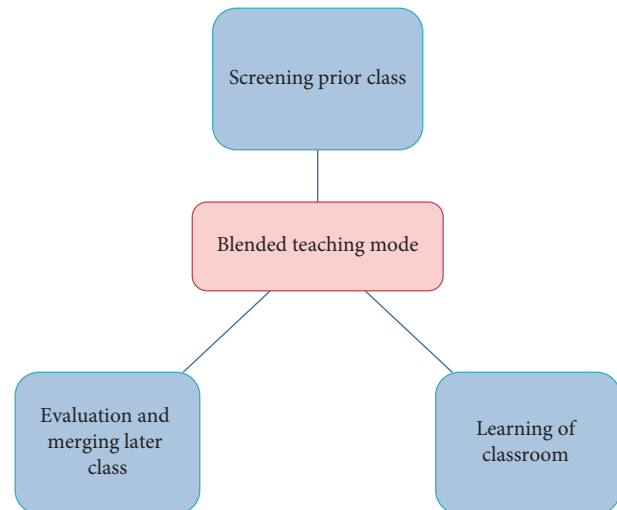 Screening prior class
Blended teaching mode
Evaluation and
merging later
class
Learning of
classroom